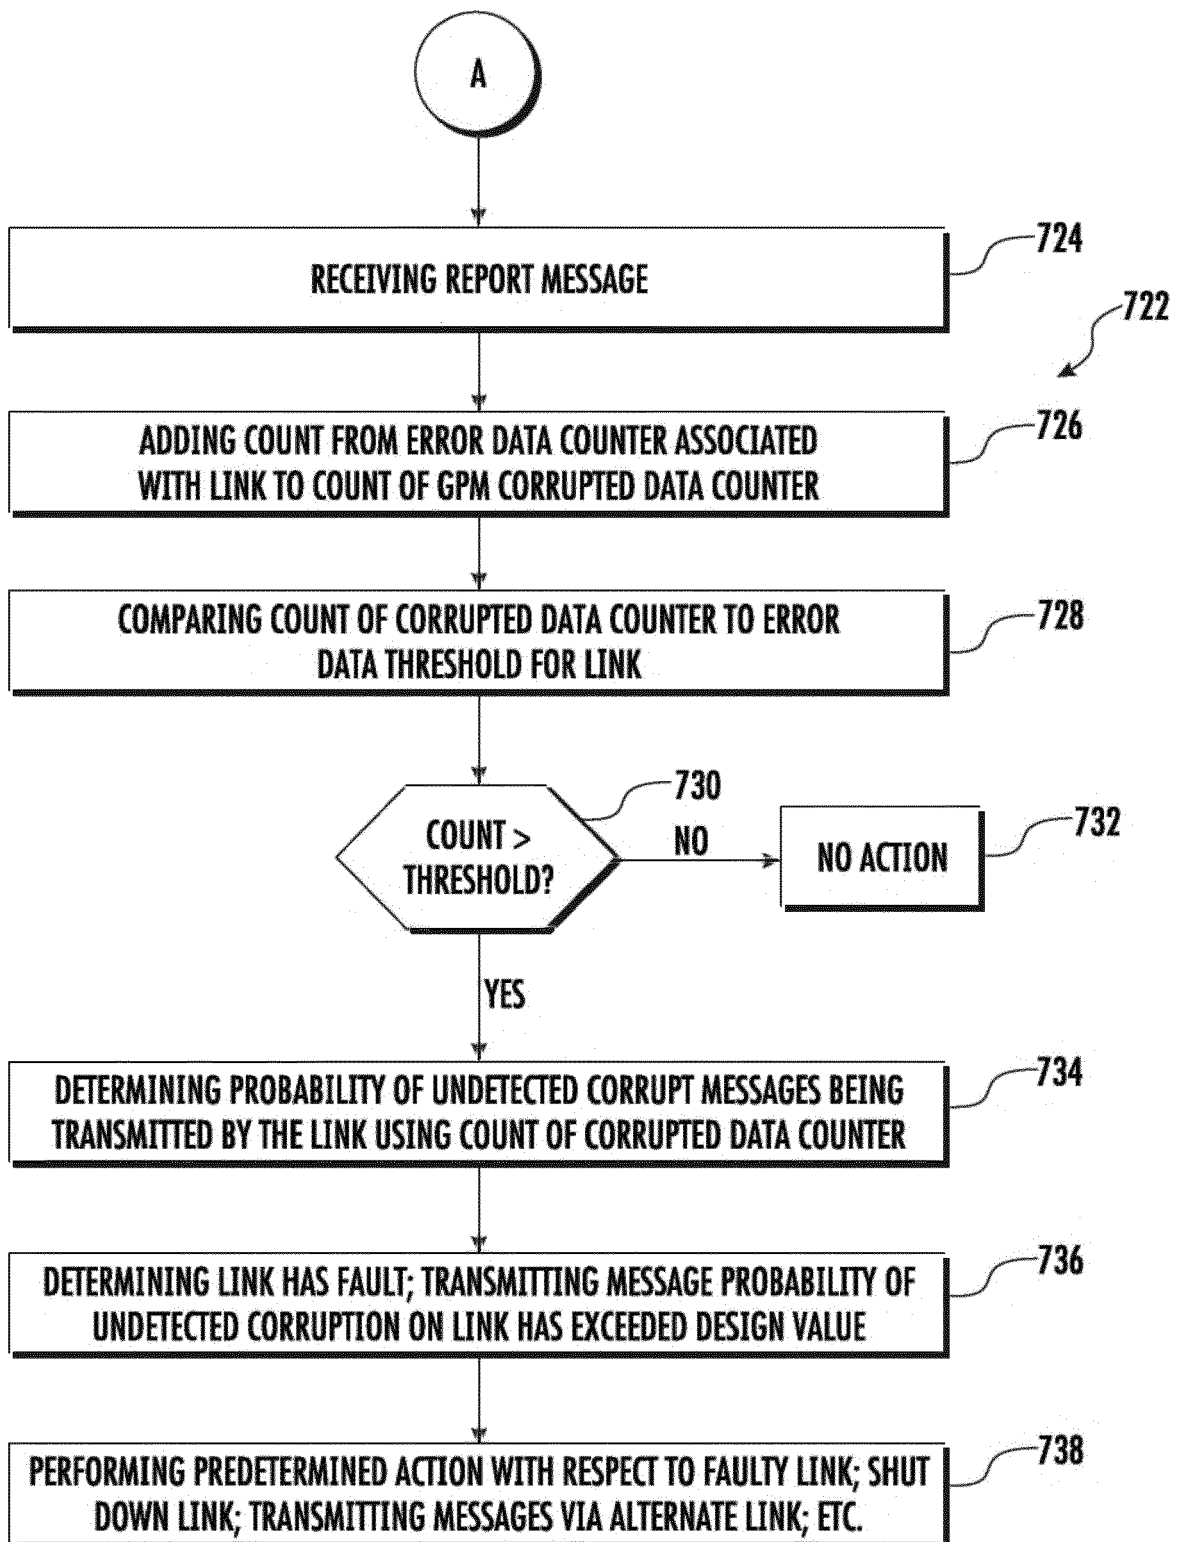 A
RECEIVING REPORT MESSAGE
724
722
ADDING COUNT FROM ERROR DATA COUNTER ASSOCIATED
WITH LINK TO COUNT OF GPM CORRUPTED DATA COUNTER
726
COMPARING COUNT OF CORRUPTED DATA COUNTER TO ERROR
DATA THRESHOLD FOR LINK
728
COUNT >
THRESHOLD?
730
NO
NO ACTION
732
YES
DETERMINING PROBABILITY OF UNDETECTED CORRUPT MESSAGES BEING
TRANSMITTED BY THE LINK USING COUNT OF CORRUPTED DATA COUNTER
734
DETERMINING LINK HAS FAULT; TRANSMITTING MESSAGE PROBABILITY OF
UNDETECTED CORRUPTION ON LINK HAS EXCEEDED DESIGN VALUE
736
PERFORMING PREDETERMINED ACTION WITH RESPECT TO FAULTY LINK; SHUT
DOWN LINK; TRANSMITTING MESSAGES VIA ALTERNATE LINK; ETC.
738